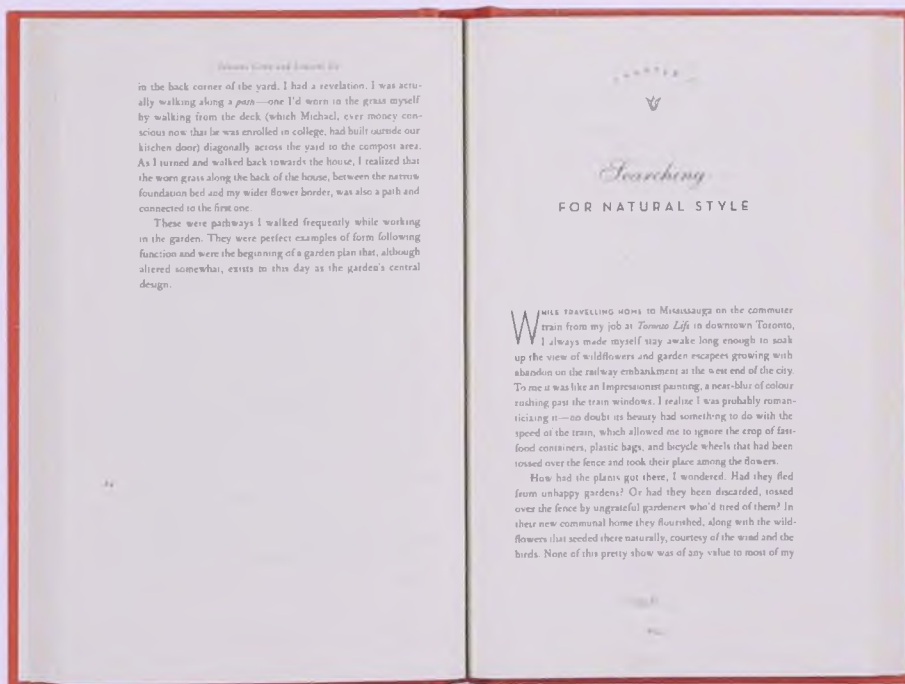 in the back corner of the yard, I had a revelation. I was actu-
ally walking along a path—one I'd worn in the grass myself
by walking from the deck (which Michael, ever money con-
scious now that he was enrolled in college, had built outside our
kitchen door) diagonally across the yard to the compost area.
As I turned and walked back towards the house, I realized that
the worn grass along the back of the house, between the narrow
foundation bed and my wider flower border, was also a path and
connected to the first one.
These were pathways I walked frequently while working
in the garden. They were perfect examples of form following
function and were the beginning of a garden plan that, although
altered somewhat, exists to this day as the garden's central
design.
CHAPTER
Searching
FOR NATURAL STYLE
WHILE TRAVELLING HOME to Mississauga on the commuter
train from my job at Toronto Life in downtown Toronto,
I always made myself stay awake long enough to soak
up the view of wildflowers and garden escapees growing with
abandon on the railway embankment at the west end of the city.
To me it was like an Impressionist painting, a near-blur of colour
rushing past the train windows. I realize I was probably roman-
ticizing it—no doubt its beauty had something to do with the
speed of the train, which allowed me to ignore the crop of fast-
food containers, plastic bags, and bicycle wheels that had been
tossed over the fence and took their place among the flowers.
How had the plants got there, I wondered. Had they fled
from unhappy gardens? Or had they been discarded, tossed
over the fence by ungrateful gardeners who'd tired of them? In
their new communal home they flourished, along with the wild-
flowers that seeded there naturally, courtesy of the wind and the
birds. None of this pretty show was of any value to most of my